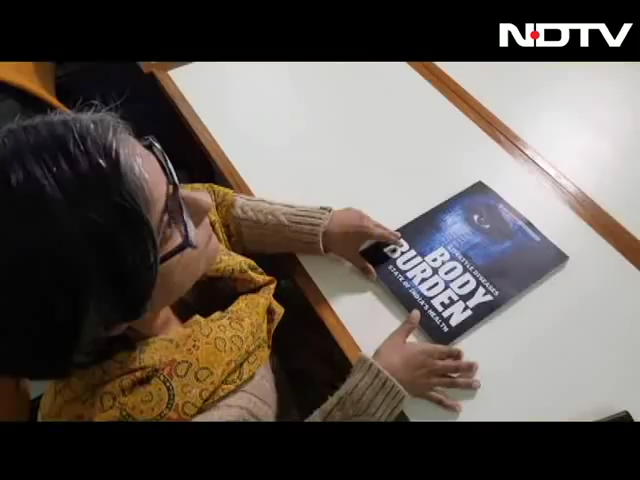 NDTV
LIFESTYLE DISEASES
BODY
BURDEN
STATE OF INDIA'S HEALTH